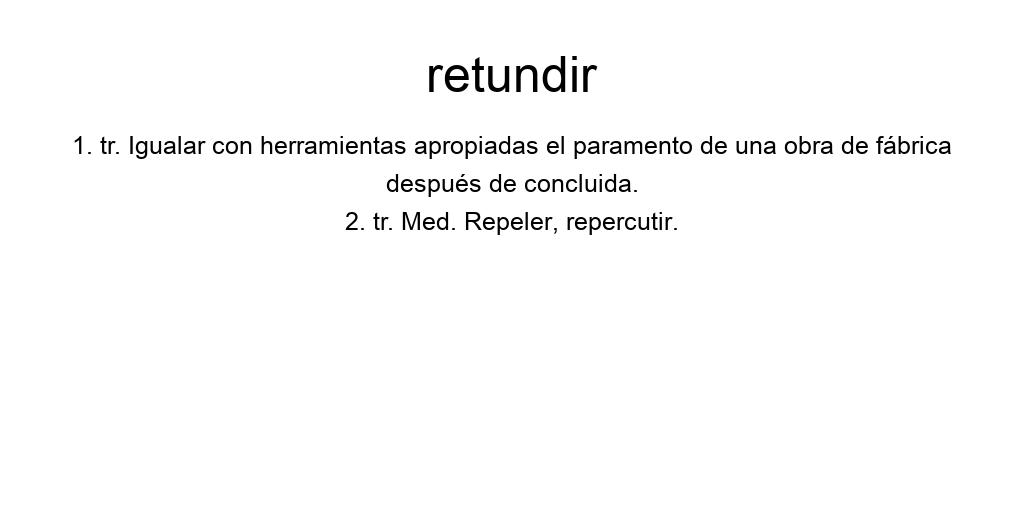 retundir
1. tr. Igualar con herramientas apropiadas el paramento de una obra de fábrica
después de concluida.
2. tr. Med. Repeler, repercutir.